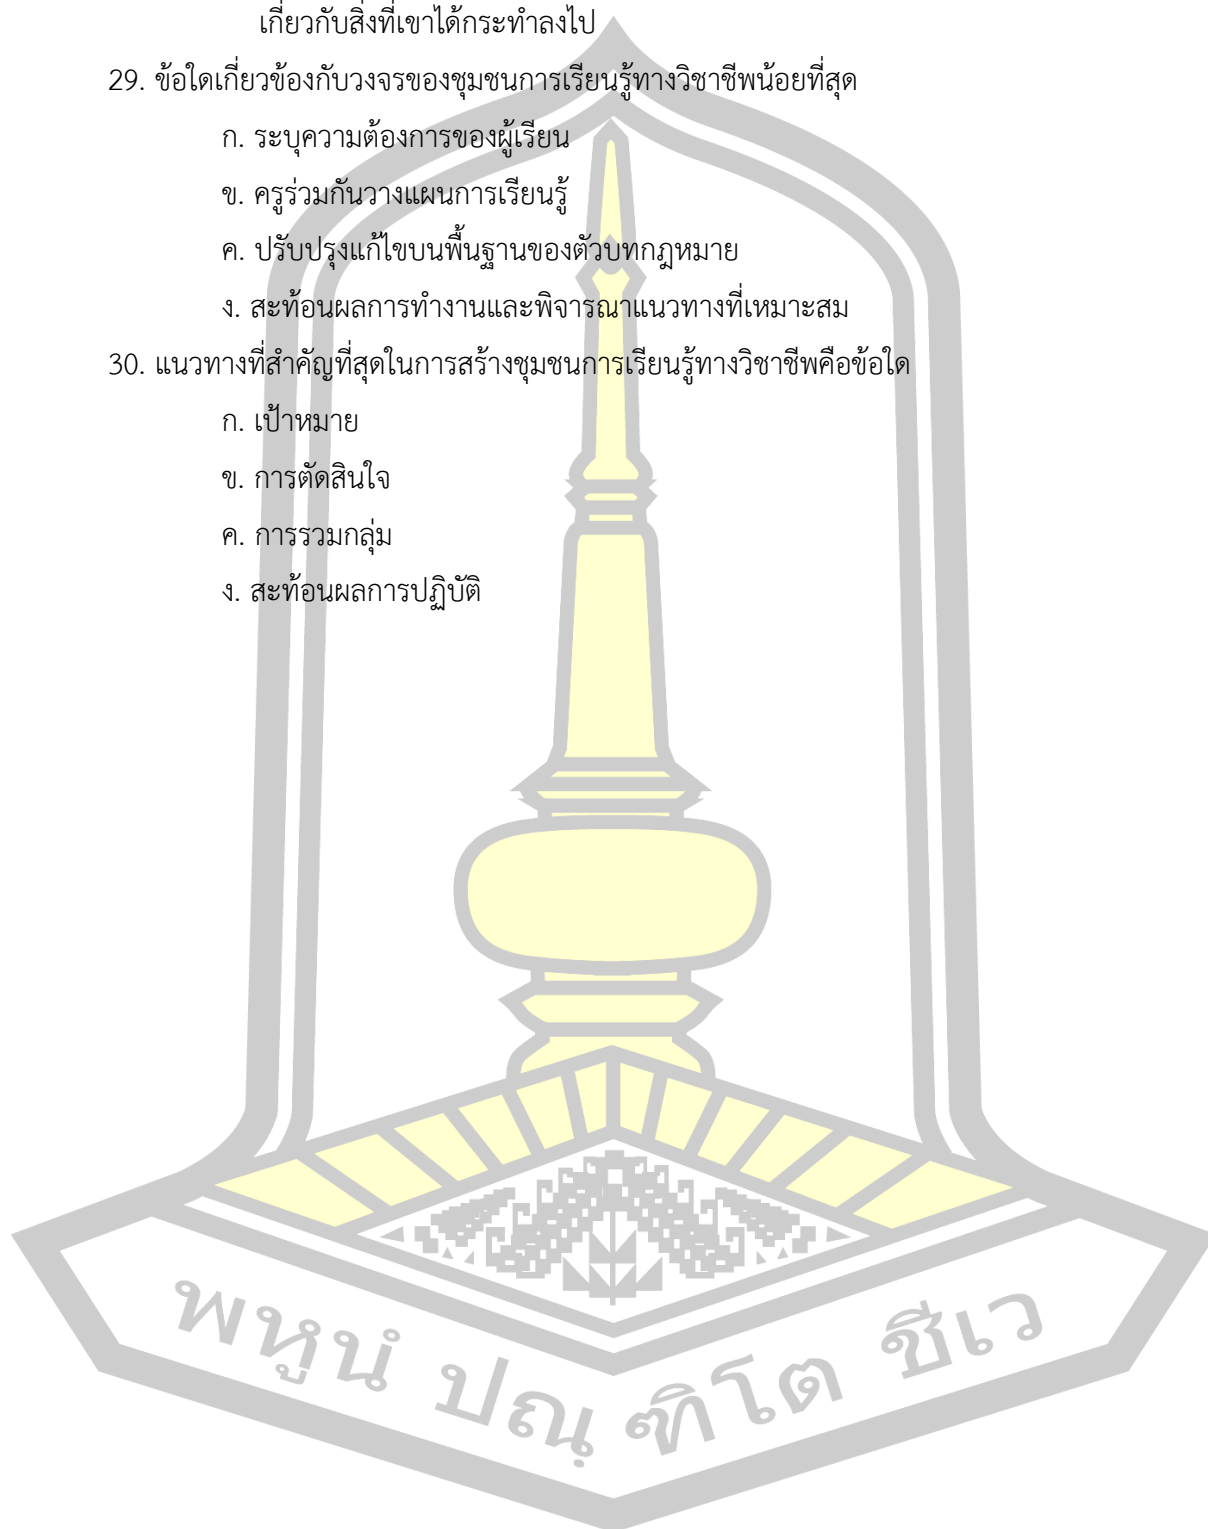 เกี่ยวกับสิ่งที่เขาได้กระทำลงไป
29. ข้อใดเกี่ยวข้องกับวงจรของชุมชนการเรียนรู้ทางวิชาชีพน้อยที่สุด
ก. ระบุความต้องการของผู้เรียน
ข. ครูร่วมกันวางแผนการเรียนรู้
ค. ปรับปรุงแก้ไขบนพื้นฐานของตัวบทกฎหมาย
ง. สะท้อนผลการทำงานและพิจารณาแนวทางที่เหมาะสม
30. แนวทางที่สำคัญที่สุดในการสร้างชุมชนการเรียนรู้ทางวิชาชีพคือข้อใด
ก. เป้าหมาย
ข. การตัดสินใจ
ค. การรวมกลุ่ม
ง. สะท้อนผลการปฏิบัติ
พหูนํ ปณฺฑิโต ชีเว